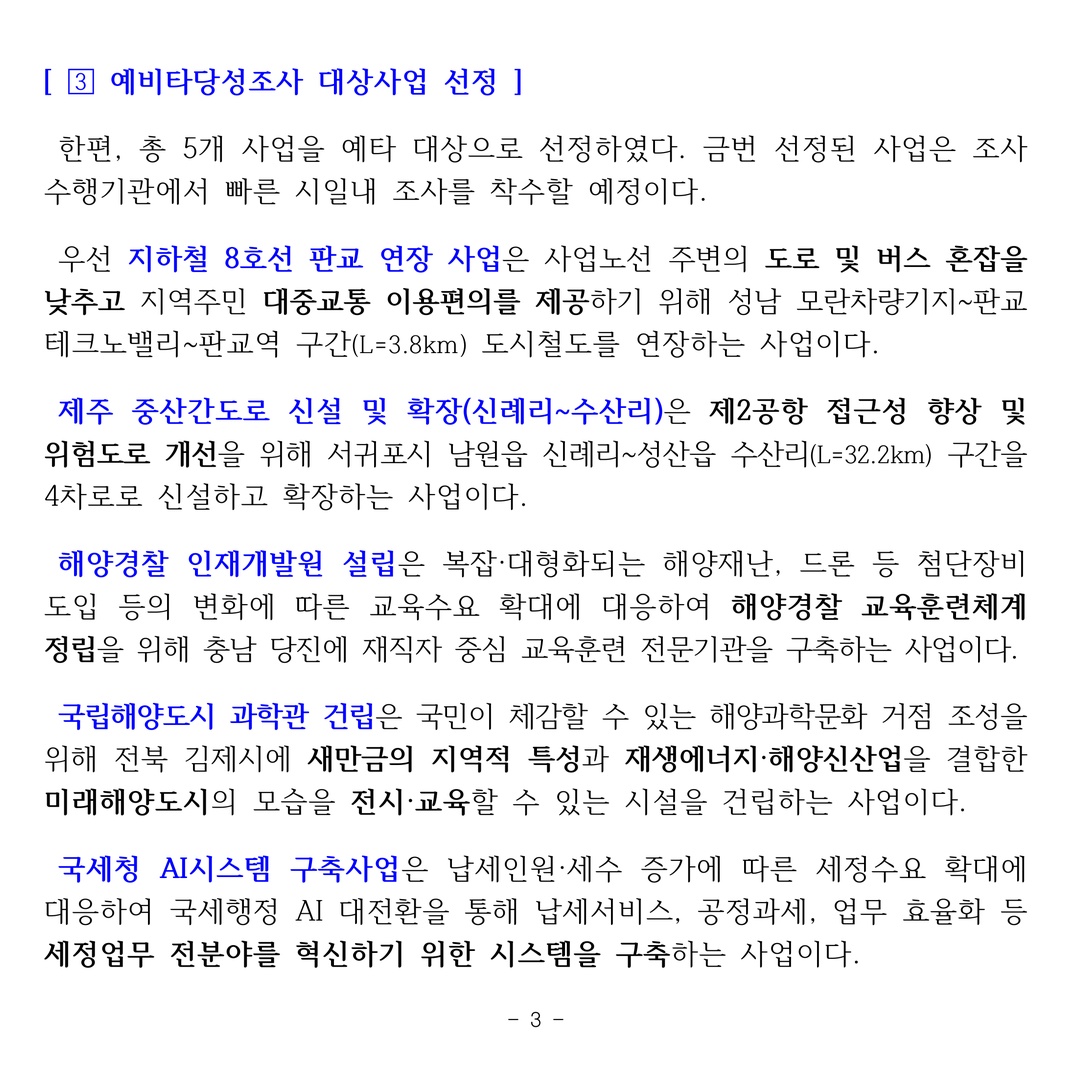 [ 3 예비타당성조사 대상사업 선정 ]
한편, 총 5개 사업을 예타 대상으로 선정하였다. 금번 선정된 사업은 조사
수행기관에서 빠른 시일내 조사를 착수할 예정이다.
우선 지하철 8호선 판교 연장 사업은 사업노선 주변의 도로 및 버스 혼잡을
낮추고 지역주민 대중교통 이용편의를 제공하기 위해 성남 모란차량기지~판교
테크노밸리~판교역 구간(L=3.8km) 도시철도를 연장하는 사업이다.
제주 중산간도로 신설 및 확장(신례리~수산리)은 제2공항 접근성 향상 및
위험도로 개선을 위해 서귀포시 남원읍 신례리~성산읍 수산리(L=32.2km) 구간을
4차로로 신설하고 확장하는 사업이다.
해양경찰 인재개발원 설립은 복잡·대형화되는 해양재난, 드론 등 첨단장비
도입 등의 변화에 따른 교육수요 확대에 대응하여 해양경찰 교육훈련체계
정립을 위해 충남 당진에 재직자 중심 교육훈련 전문기관을 구축하는 사업이다.
국립해양도시 과학관 건립은 국민이 체감할 수 있는 해양과학문화 거점 조성을
위해 전북 김제시에 새만금의 지역적 특성과 재생에너지·해양신산업을 결합한
미래해양도시의 모습을 전시·교육할 수 있는 시설을 건립하는 사업이다.
국세청 AI시스템 구축사업은 납세인원·세수 증가에 따른 세정수요 확대에
대응하여 국세행정 AI 대전환을 통해 납세서비스, 공정과세, 업무 효율화 등
세정업무 전분야를 혁신하기 위한 시스템을 구축하는 사업이다.
- 3 -